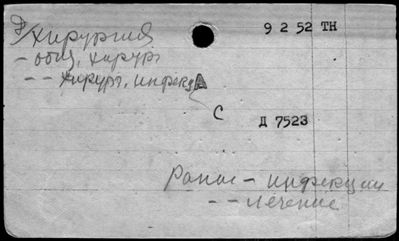 Хирургия
9 2 52 ТН
- общ. хирург
- - хирург. инфекц А
С
Д 7523
Раны - инфекции
- - лечение